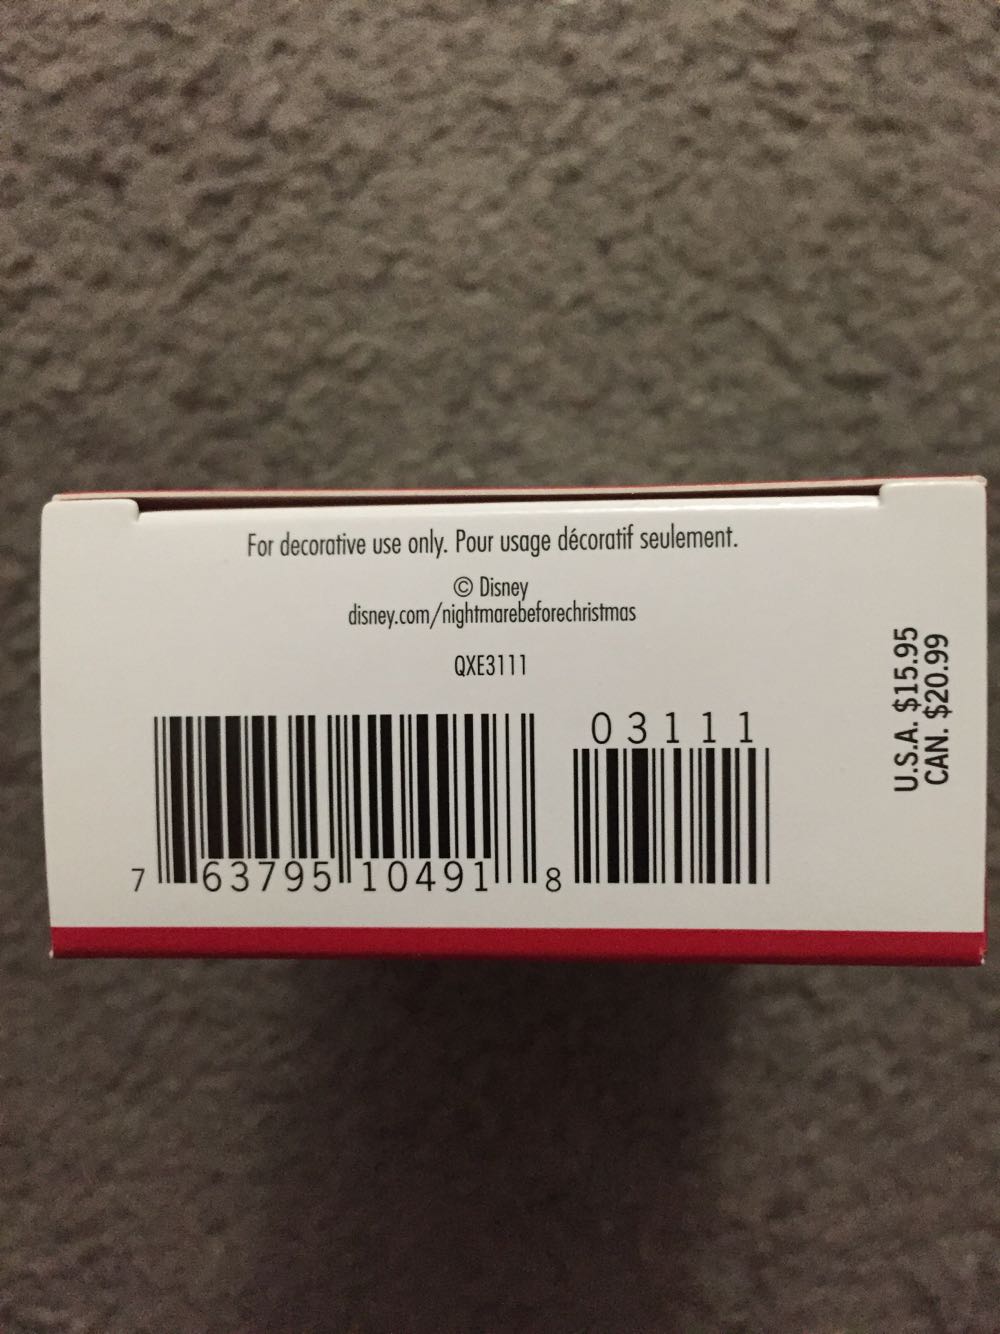 For decorative use only. Pour usage décoratif seulement.
© Disney
disney.com/nightmarebeforechristmas
QXE3111
03111
7 63795 10491 8
U.S.A. $15.95
CAN. $20.99